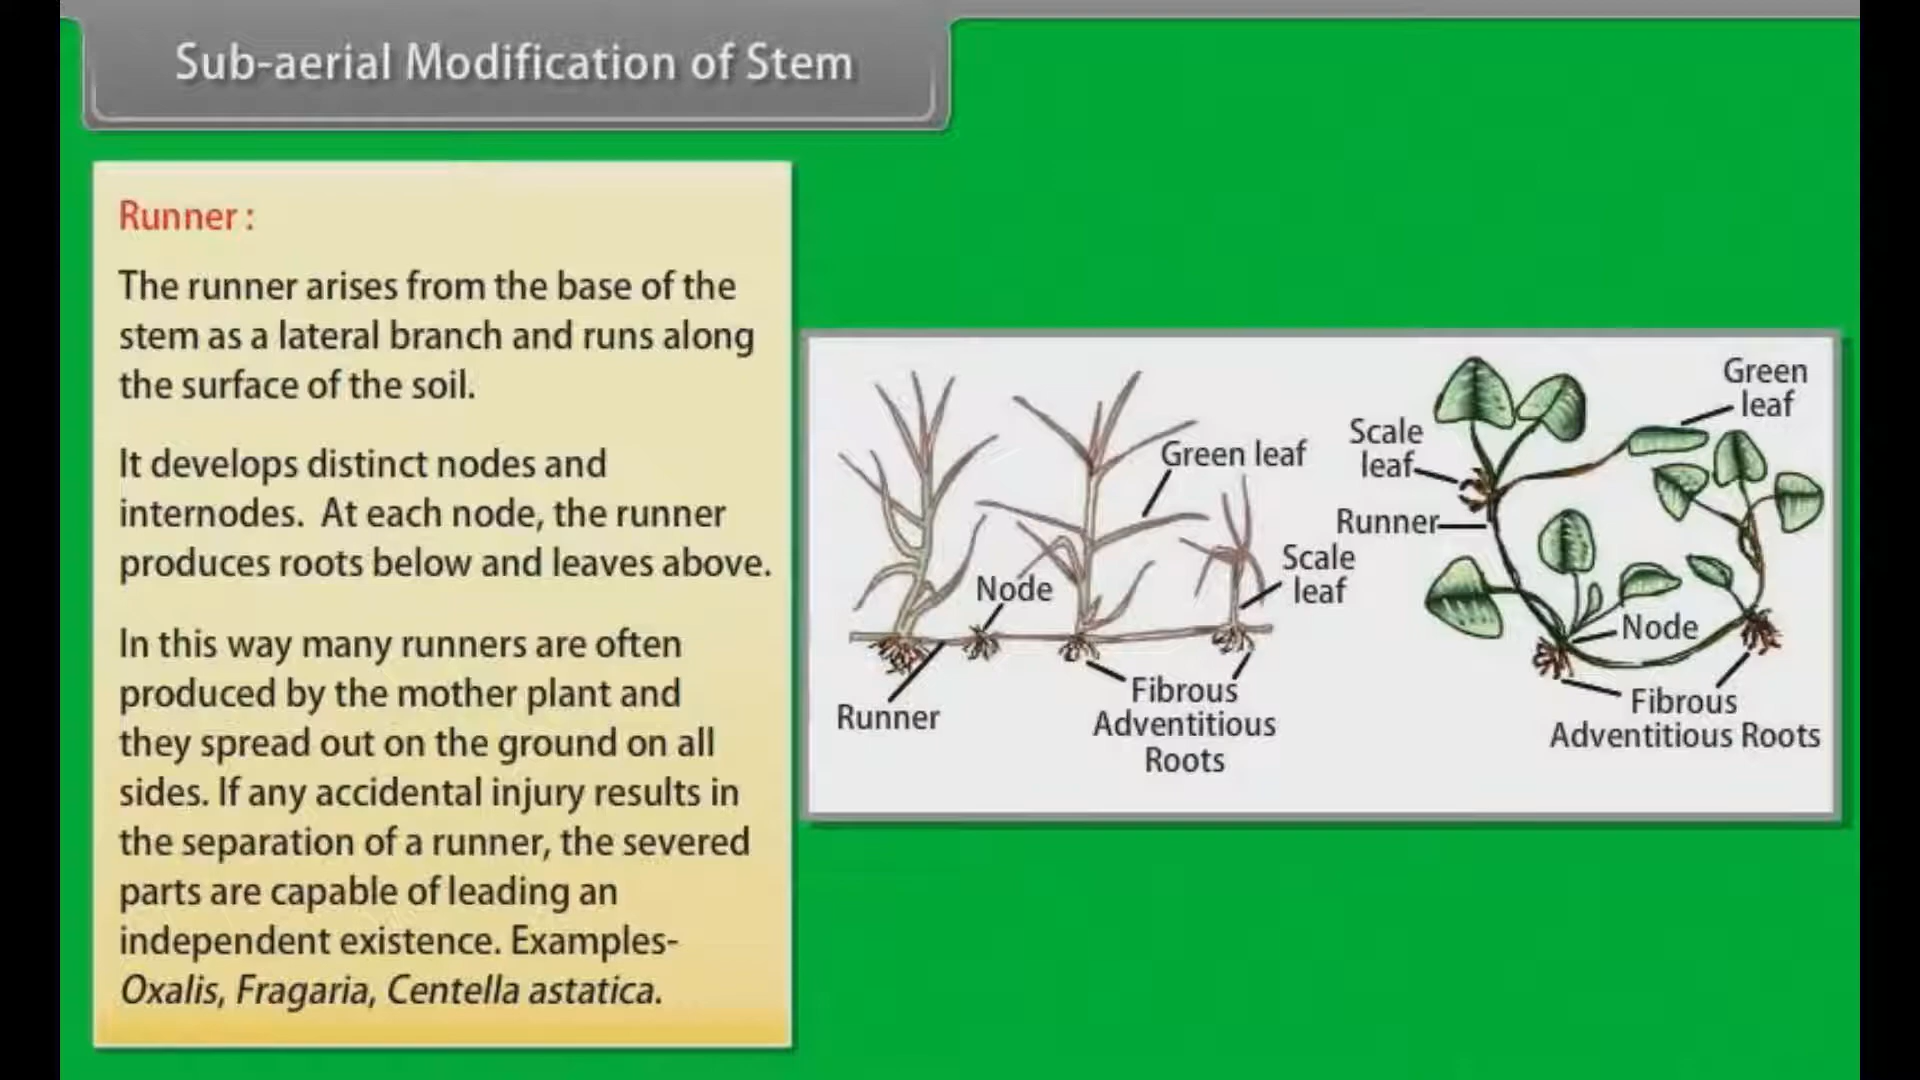 Sub-aerial Modification of Stem
Runner :
The runner arises from the base of the
stem as a lateral branch and runs along
the surface of the soil.
It develops distinct nodes and
internodes. At each node, the runner
produces roots below and leaves above.
In this way many runners are often
produced by the mother plant and
they spread out on the ground on all
sides. If any accidental injury results in
the separation of a runner, the severed
parts are capable of leading an
independent existence. Examples-
Oxalis, Fragaria, Centella astatica.
Green leaf
Node
Scale
leaf
Runner
Fibrous
Adventitious
Roots
Green
leaf
Scale
leaf
Runner
Node
Fibrous
Adventitious Roots